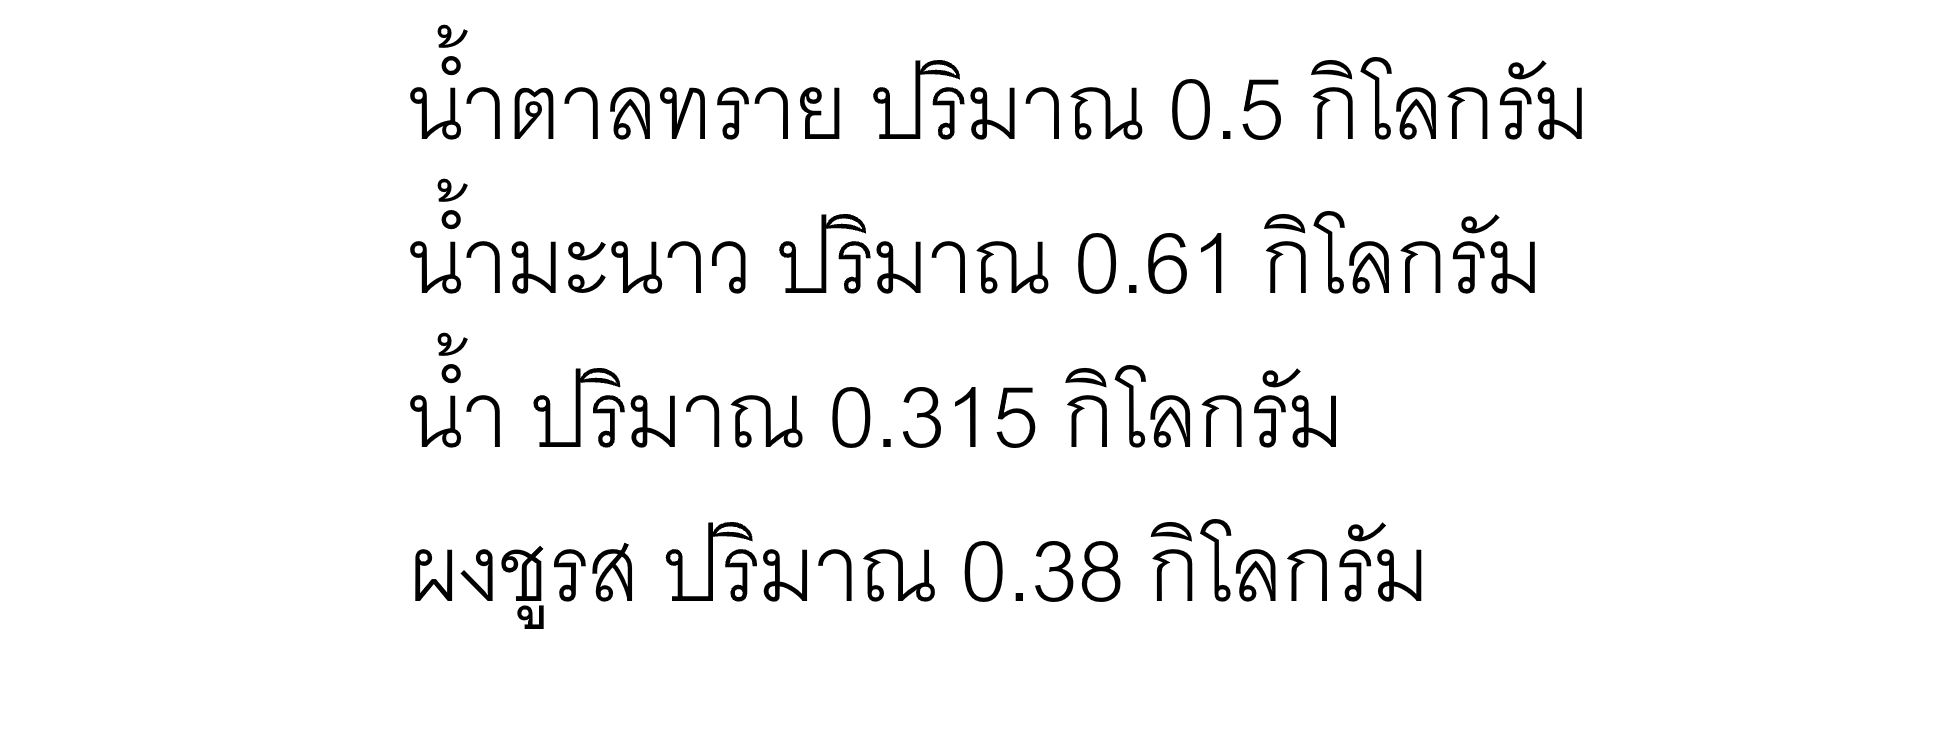 น้ำตาลทราย ปริมาณ 0.5 กิโลกรัม
น้ำมะนาว ปริมาณ 0.61 กิโลกรัม
น้ำ ปริมาณ 0.315 กิโลกรัม
ผงชูรส ปริมาณ 0.38 กิโลกรัม